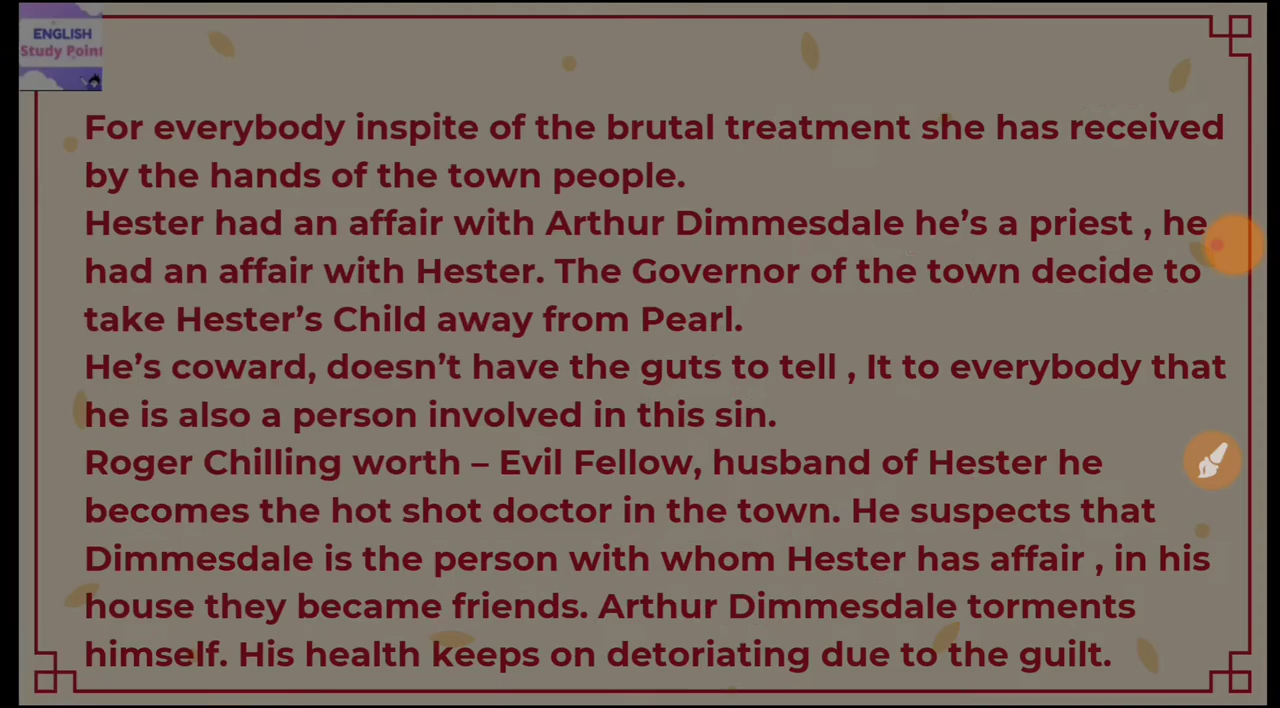 ENGLISH
Study Point
For everybody inspite of the brutal treatment she has received
by the hands of the town people.
Hester had an affair with Arthur Dimmesdale he's a priest , he
had an affair with Hester. The Governor of the town decide to
take Hester's Child away from Pearl.
He's coward, doesn't have the guts to tell , It to everybody that
he is also a person involved in this sin.
Roger Chilling worth – Evil Fellow, husband of Hester he
becomes the hot shot doctor in the town. He suspects that
Dimmesdale is the person with whom Hester has affair , in his
house they became friends. Arthur Dimmesdale torments
himself. His health keeps on detoriating due to the guilt.